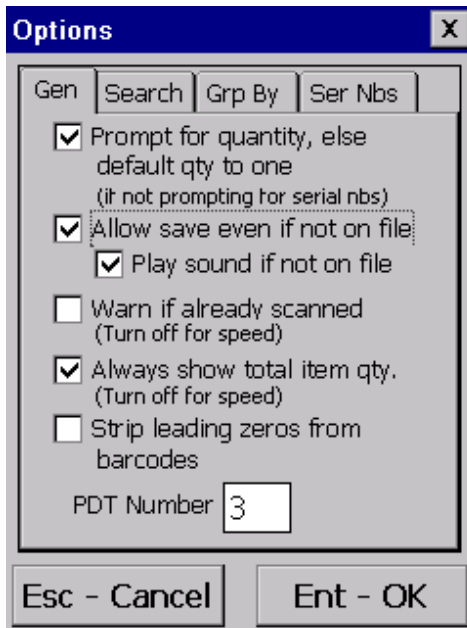 Options X
Gen Search Grp By Ser Nbs
Prompt for quantity, else
default qty to one
(if not prompting for serial nbs)
Allow save even if not on file
Play sound if not on file
Warn if already scanned
(Turn off for speed)
Always show total item qty.
(Turn off for speed)
Strip leading zeros from
barcodes
PDT Number 3
Esc - Cancel Ent - OK